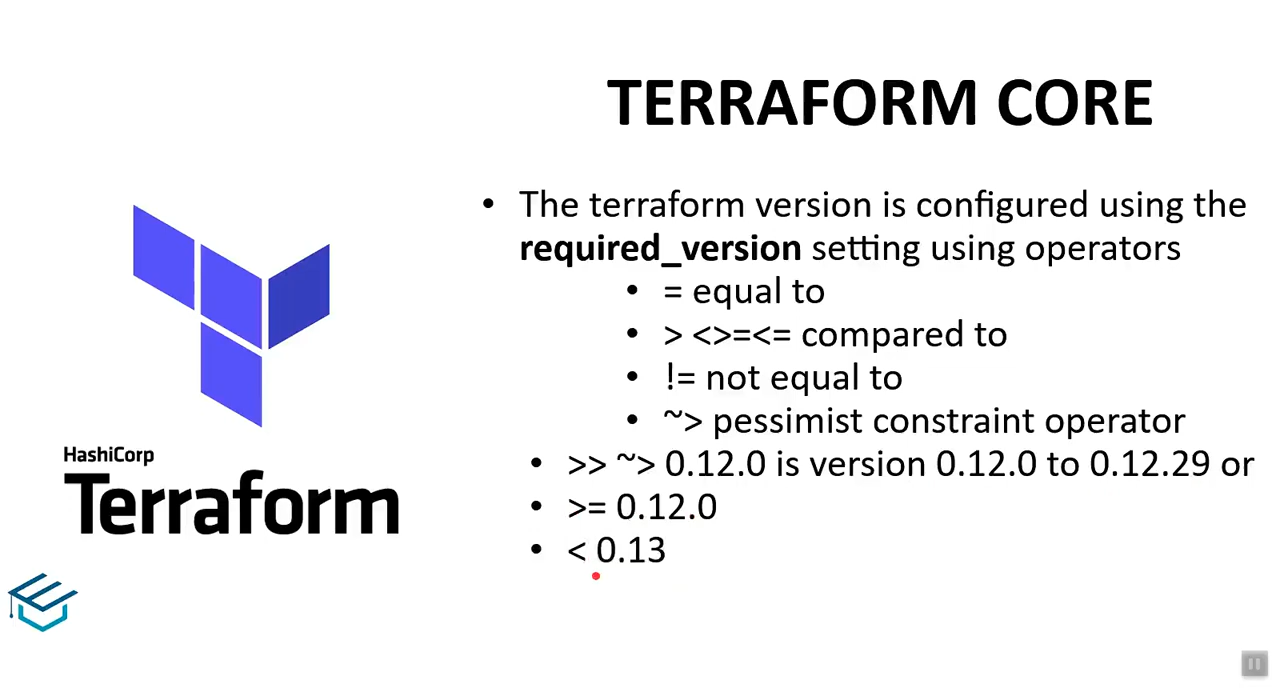 TERRAFORM CORE
• The terraform version is configured using the
required_version setting using operators
• = equal to
• > <>=<= compared to
• != not equal to
• ~> pessimist constraint operator
• >> ~> 0.12.0 is version 0.12.0 to 0.12.29 or
• >= 0.12.0
• < 0.13
HashiCorp
Terraform